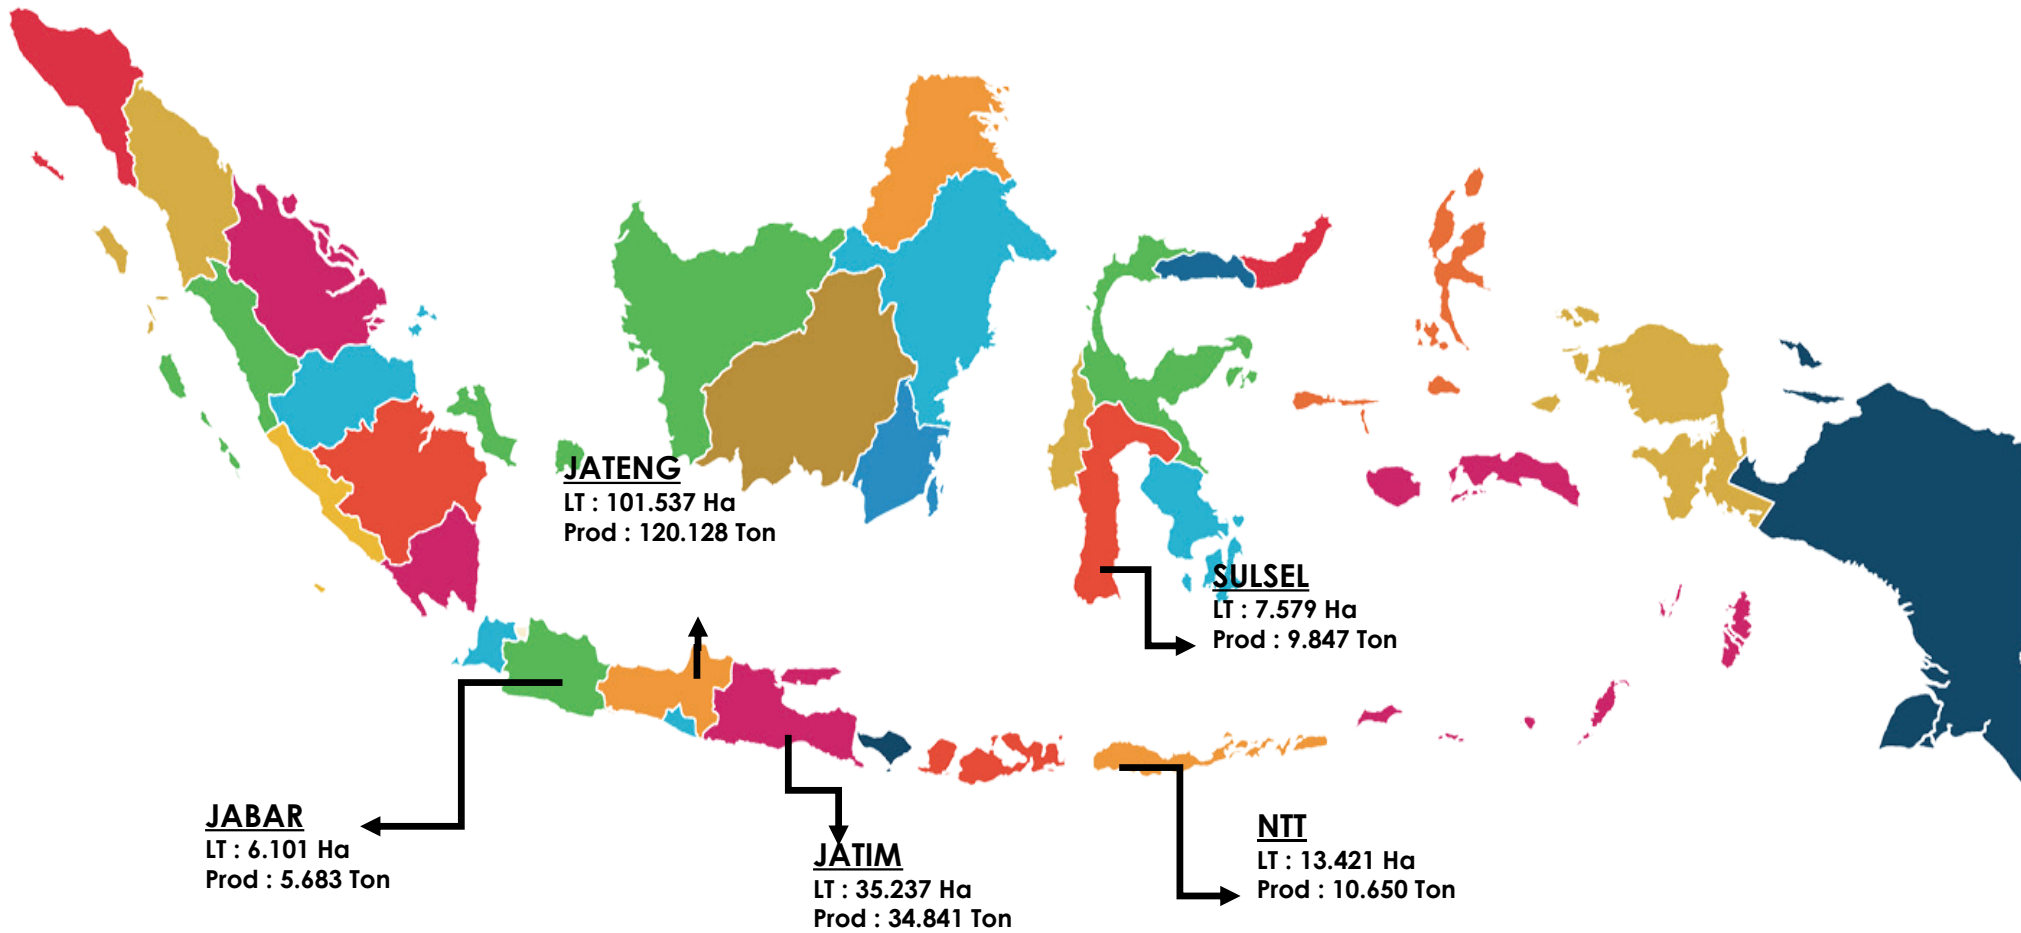 JATENG
LT : 101.537 Ha
Prod : 120.128 Ton
SULSEL
LT : 7.579 Ha
Prod : 9.847 Ton
JABAR
LT : 6.101 Ha
Prod : 5.683 Ton
JATIM
LT : 35.237 Ha
Prod : 34.841 Ton
NTT
LT : 13.421 Ha
Prod : 10.650 Ton